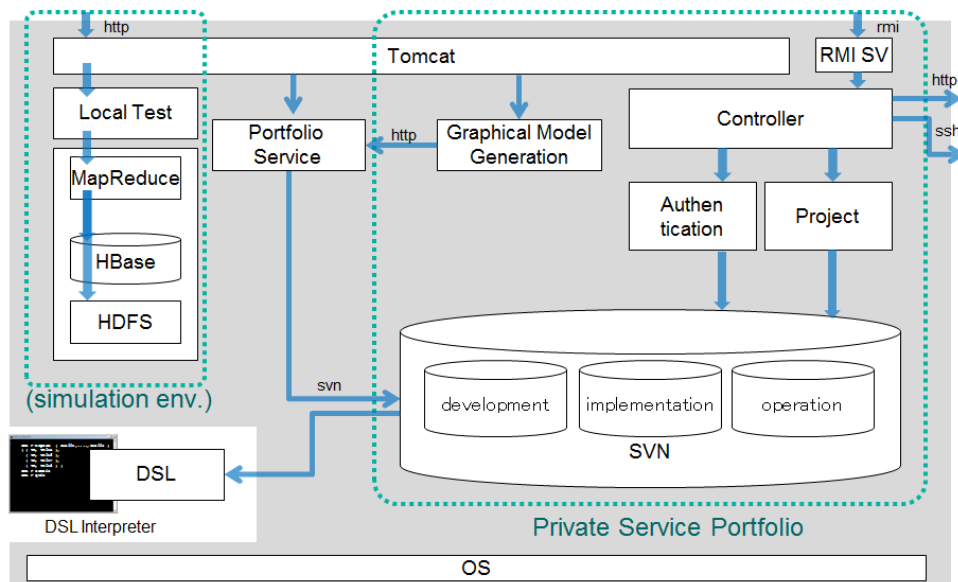 http
rmi
Tomcat
RMI SV
http
Local Test
Portfolio
Service
http
Graphical Model
Generation
Controller
ssh
MapReduce
Authen
tication
Project
HBase
HDFS
svn
(simulation env.)
development
implementation
operation
SVN
DSL
DSL Interpreter
Private Service Portfolio
OS